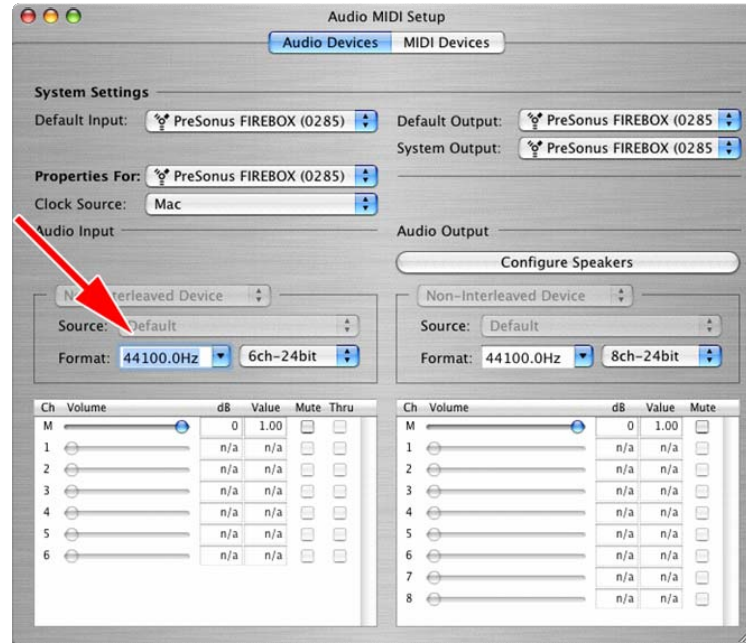 Audio MIDI Setup
Audio Devices MIDI Devices
System Settings
Default Input: PreSonus FIREBOX (0285) Default Output: PreSonus FIREBOX (0285
System Output: PreSonus FIREBOX (0285
Properties For: PreSonus FIREBOX (0285)
Clock Source: Mac
Audio Input Audio Output
Configure Speakers
Device Non-Interleaved Device
Source: Default Source: Default
Format: 44100.0Hz 6ch-24bit Format: 44100.0Hz 8ch-24bit
Ch Volume dB Value Mute Thru Ch Volume dB Value Mute
M 0 1.00 M 0 1.00
1 n/a n/a 1 n/a n/a
2 n/a n/a 2 n/a n/a
3 n/a n/a 3 n/a n/a
4 n/a n/a 4 n/a n/a
5 n/a n/a 5 n/a n/a
6 n/a n/a 6 n/a n/a
7 n/a n/a
8 n/a n/a